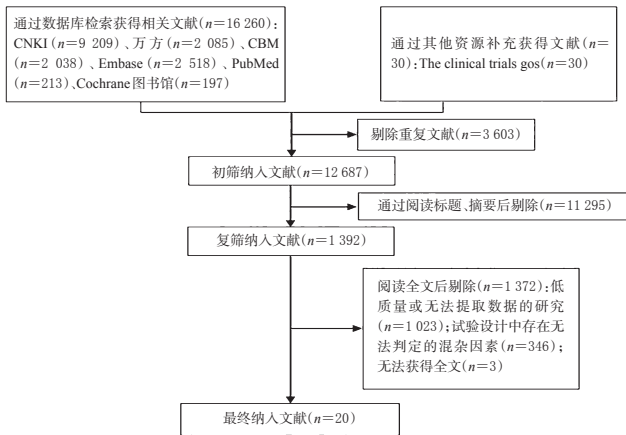 通过数据库检索获得相关文献(n=16 260):
CNKI(n=9 209)、万方(n=2 085)、CBM
(n=2 038)、Embase(n=2 518)、PubMed
(n=213)、Cochrane图书馆(n=197)
通过其他资源补充获得文献(n=
30):The clinical trials gos(n=30)
剔除重复文献(n=3 603)
初筛纳入文献(n=12 687)
通过阅读标题、摘要后剔除(n=11 295)
复筛纳入文献(n=1 392)
阅读全文后剔除(n=1 372):低
质量或无法提取数据的研究
(n=1 023);试验设计中存在无
法判定的混杂因素(n=346);
无法获得全文(n=3)
最终纳入文献(n=20)